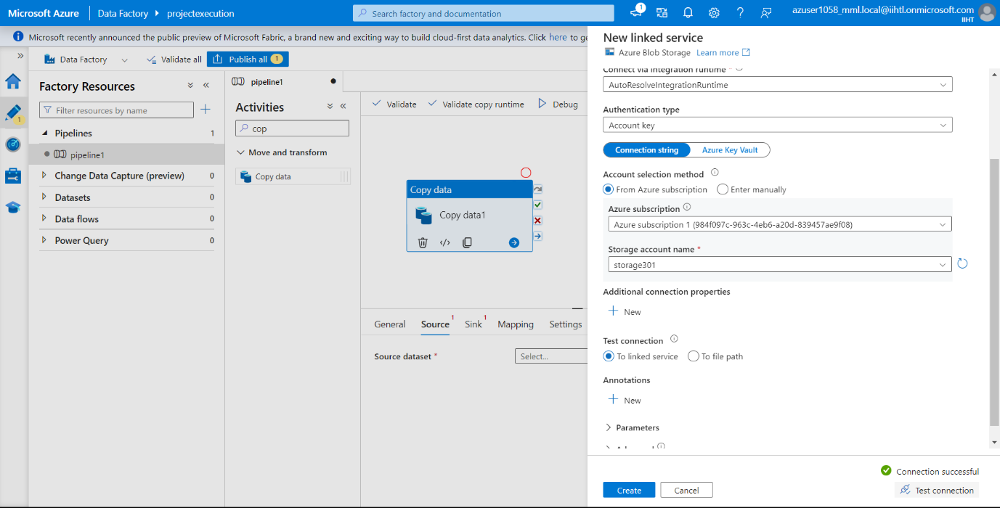 Microsoft Azure
Data Factory
projectexecution
Search factory and documentation
1
azuser1058_mml.local@iihtl.onmicrosoft.com
IIHT
Microsoft recently announced the public preview of Microsoft Fabric, a brand new and exciting way to build cloud-first data analytics. Click here to ge
Data Factory
Validate all
Publish all 1
Factory Resources
Filter resources by name
1
Pipelines 1
pipeline1
Change Data Capture (preview) 0
Datasets 0
Data flows 0
Power Query 0
pipeline1
Activities
cop
Move and transform
Copy data
Validate
Validate copy runtime
Debug
Copy data
Copy data1
General
Source 1
Sink 1
Mapping
Settings
Source dataset *
Select...
New linked service
Azure Blob Storage Learn more
Connect via integration runtime *
AutoResolveIntegrationRuntime
Authentication type
Account key
Connection string
Azure Key Vault
Account selection method
From Azure subscription
Enter manually
Azure subscription
Azure subscription 1 (984f097c-963c-4eb6-a20d-839457ae9f08)
Storage account name *
storage301
Additional connection properties
New
Test connection
To linked service
To file path
Annotations
New
Parameters
Connection successful
Create
Cancel
Test connection